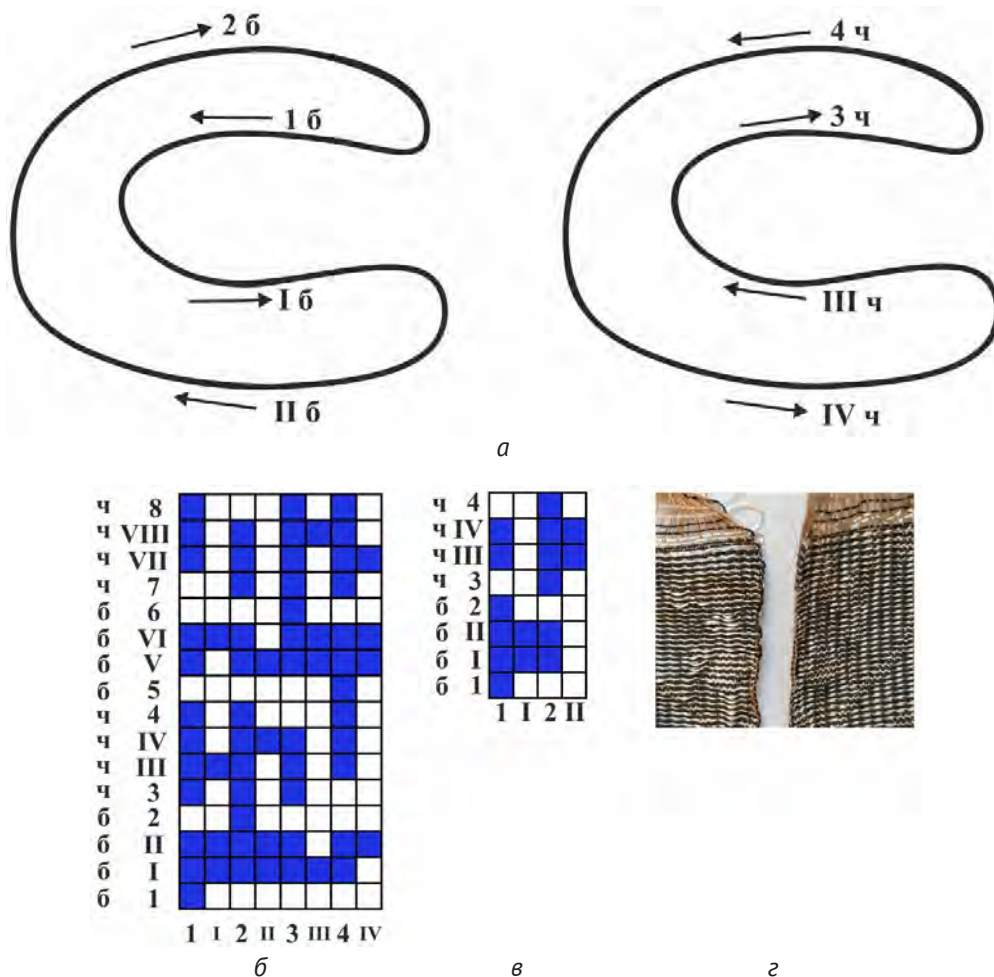 2 б
4 ч
1 б
3 ч
I б
III ч
II б
IV ч
а
ч 8
ч VIII
ч VII
ч 7
б 6
б VI
б V
б 5
ч 4
ч IV
ч III
ч 3
б 2
б II
б I
б 1
1 I 2 II 3 III 4 IV
б
ч 4
ч IV
ч III
ч 3
б 2
б II
б I
б 1
1 I 2 II
в
г